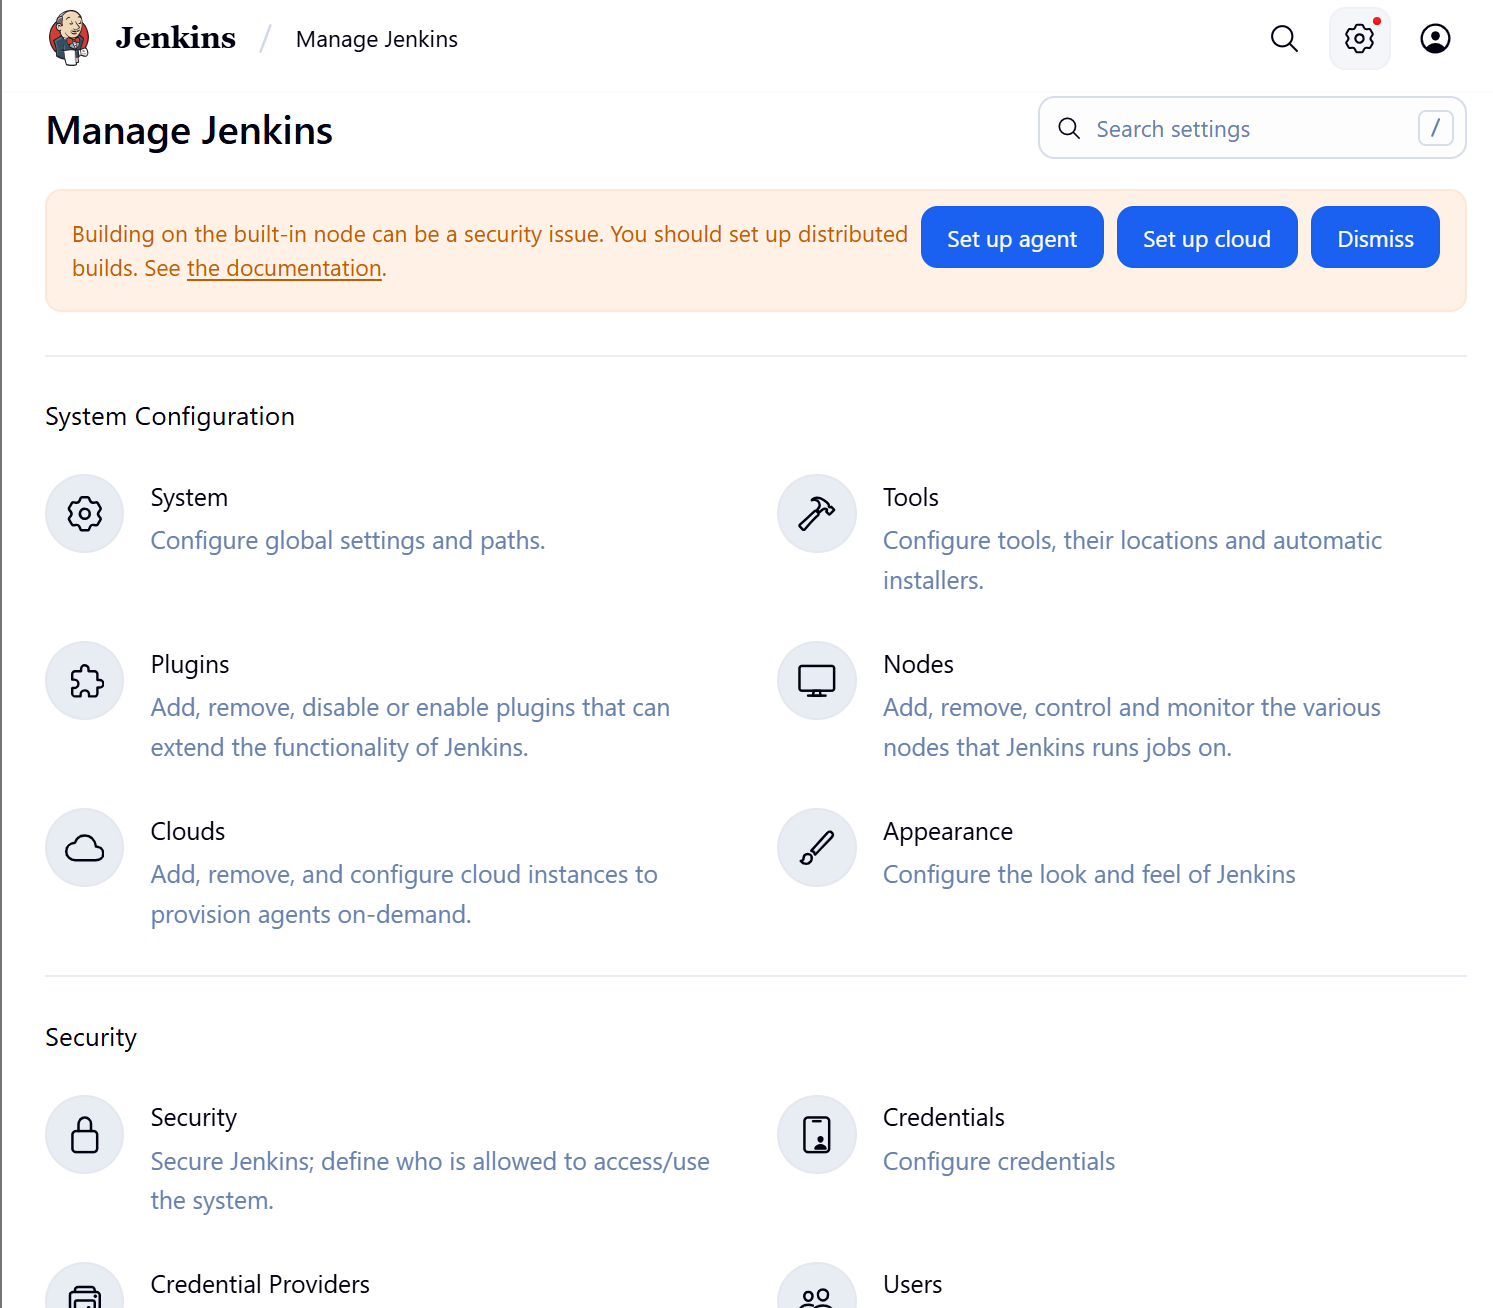 Jenkins / Manage Jenkins
Manage Jenkins
Search settings /
Building on the built-in node can be a security issue. You should set up distributed
builds. See the documentation.
Set up agent
Set up cloud
Dismiss
System Configuration
System
Configure global settings and paths.
Tools
Configure tools, their locations and automatic
installers.
Plugins
Add, remove, disable or enable plugins that can
extend the functionality of Jenkins.
Nodes
Add, remove, control and monitor the various
nodes that Jenkins runs jobs on.
Clouds
Add, remove, and configure cloud instances to
provision agents on-demand.
Appearance
Configure the look and feel of Jenkins
Security
Security
Secure Jenkins; define who is allowed to access/use
the system.
Credentials
Configure credentials
Credential Providers
Users